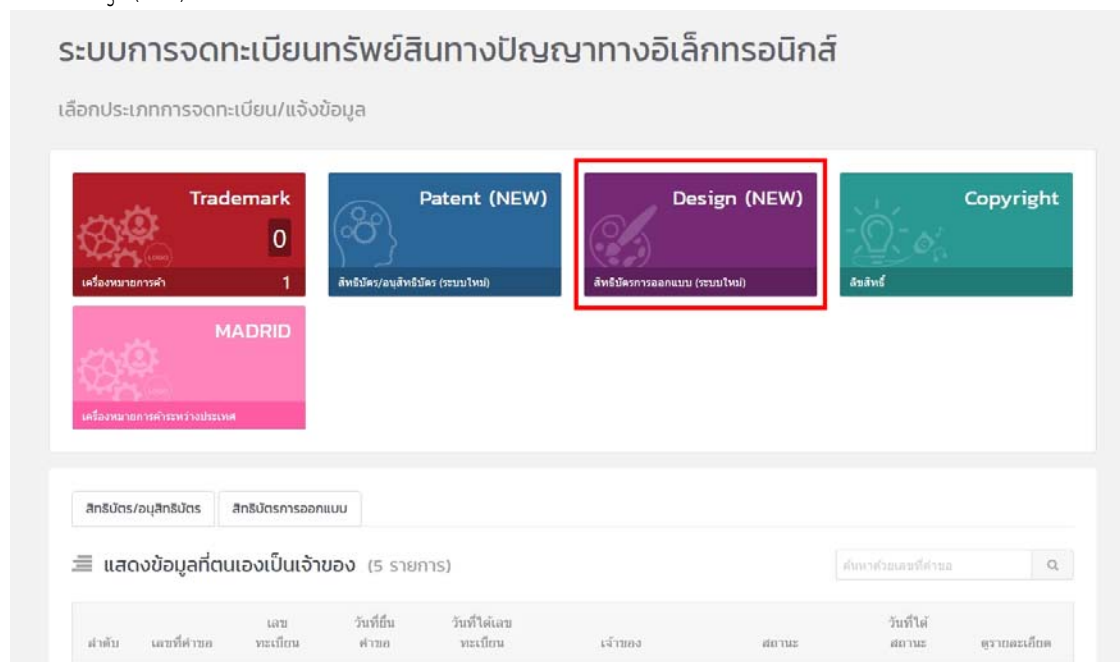 ระบบการจดทะเบียนทรัพย์สินทางปัญญาทางอิเล็กทรอนิกส์
เลือกประเภทการจดทะเบียน/แจ้งข้อมูล
Trademark
0
เครื่องหมายการค้า 1
Patent (NEW)
สิทธิบัตร/อนุสิทธิบัตร (ระบบใหม่)
Design (NEW)
สิทธิบัตรการออกแบบ (ระบบใหม่)
Copyright
ลิขสิทธิ์
MADRID
เครื่องหมายการค้าระหว่างประเทศ
สิทธิบัตร/อนุสิทธิบัตร สิทธิบัตรการออกแบบ
แสดงข้อมูลที่ตนเองเป็นเจ้าของ (5 รายการ)
ค้นหาด้วยเลขที่คำขอ
ลำดับ เลขที่คำขอ เลขทะเบียน วันที่ยื่นคำขอ วันที่ได้เลขทะเบียน เจ้าของ สถานะ วันที่ได้สถานะ ดูรายละเอียด